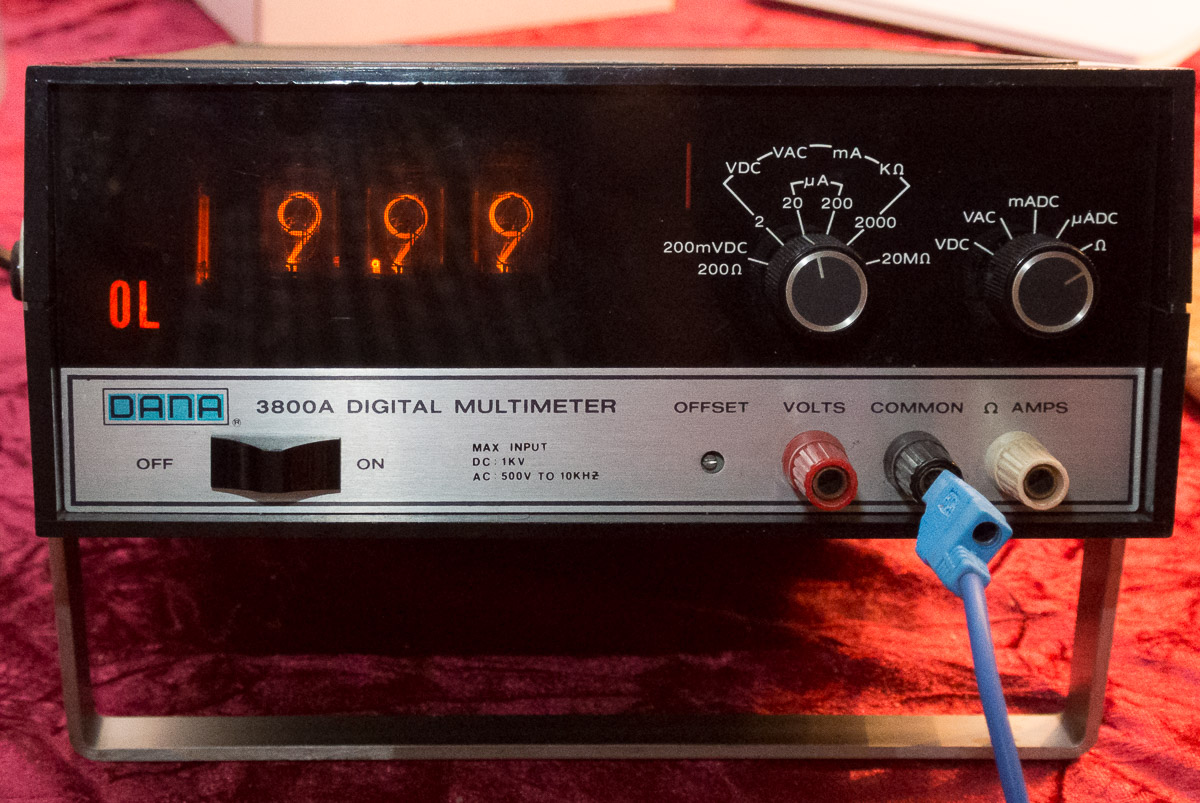 1 9 9.9
OL
VDC VAC mA KΩ
µA
2 20 200 2000
200mVDC
200Ω
20MΩ
VDC VAC mADC µADC Ω
DANA ®
3800A DIGITAL MULTIMETER
OFF ON
MAX INPUT
DC: 1KV
AC: 500V TO 10KHZ
OFFSET VOLTS COMMON Ω AMPS